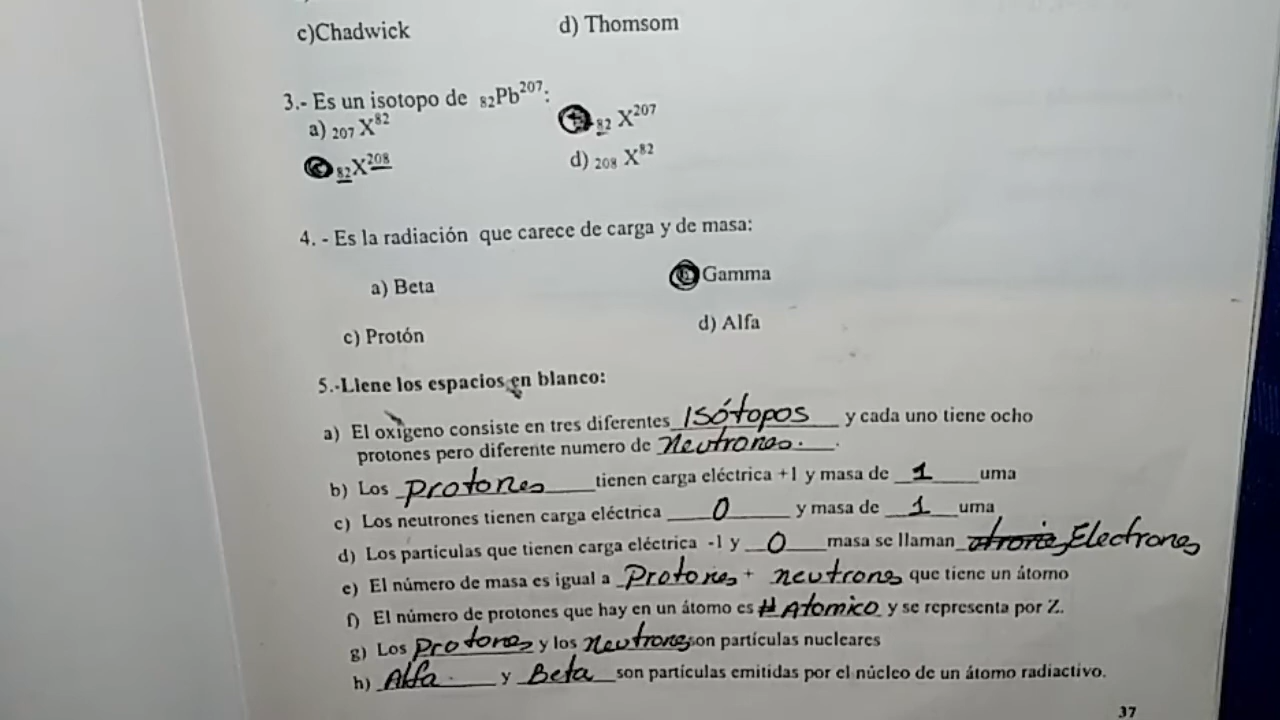 c)Chadwick d) Thomsom
3.- Es un isotopo de ₈₂Pb²⁰⁷:
a) ₂₀₇ X⁸² ₈₂ X²⁰⁷
₈₂X²⁰⁸ d) ₂₀₈ X⁸²
4. - Es la radiación que carece de carga y de masa:
a) Beta Gamma
c) Protón d) Alfa
5.-Llene los espacios en blanco:
a) El oxígeno consiste en tres diferentes Isótopos y cada uno tiene ocho
protones pero diferente numero de Neutrones.
b) Los Protones tienen carga eléctrica +1 y masa de 1 uma
c) Los neutrones tienen carga eléctrica 0 y masa de 1 uma
d) Los partículas que tienen carga eléctrica -1 y 0 masa se llaman Electrones
e) El número de masa es igual a Protones + neutrones que tiene un átomo
f) El número de protones que hay en un átomo es # Atomico y se representa por Z.
g) Los Protones y los Neutrones son partículas nucleares
h) Alfa. y Beta son partículas emitidas por el núcleo de un átomo radiactivo.
37